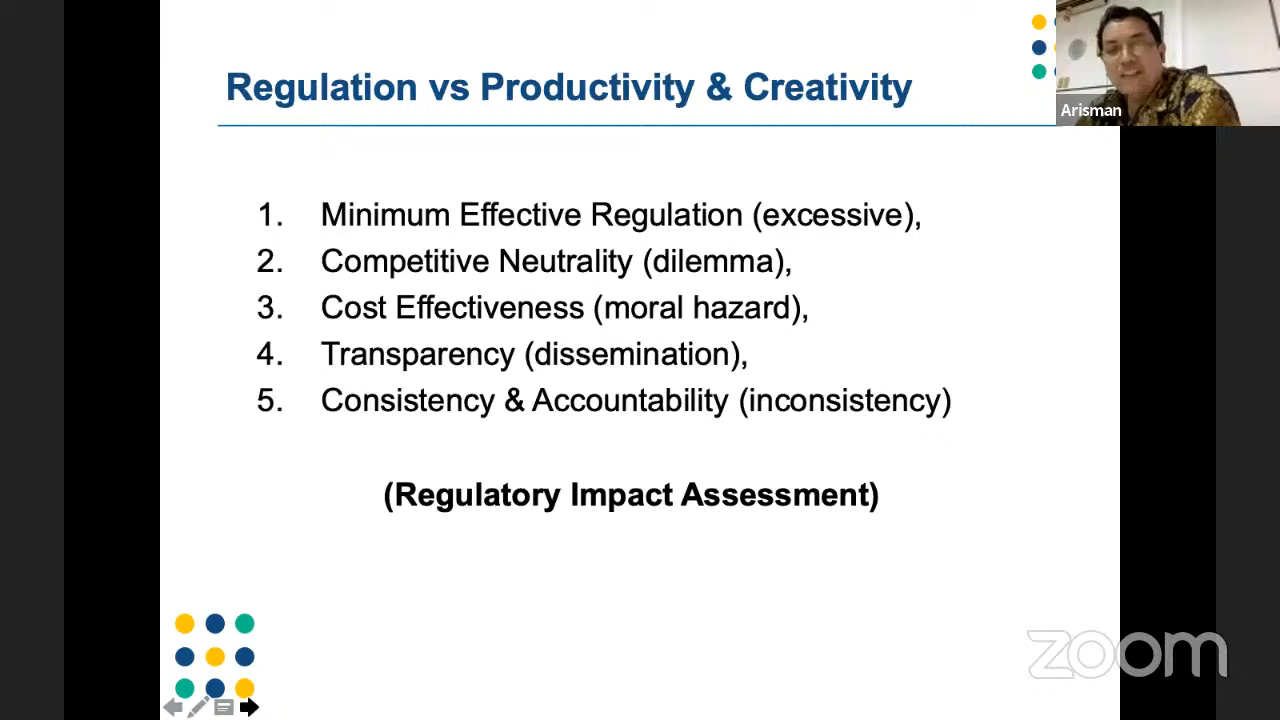 Regulation vs Productivity & Creativity
Arisman
1. Minimum Effective Regulation (excessive),
2. Competitive Neutrality (dilemma),
3. Cost Effectiveness (moral hazard),
4. Transparency (dissemination),
5. Consistency & Accountability (inconsistency)
(Regulatory Impact Assessment)
zoom